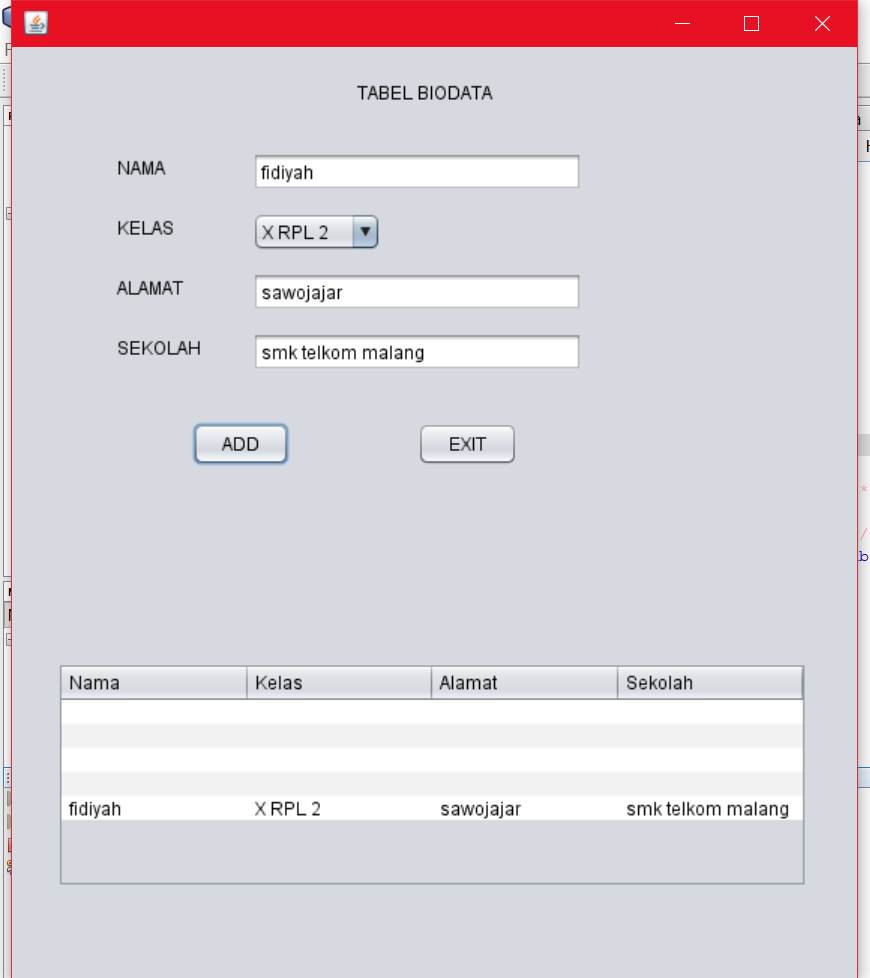 TABEL BIODATA
NAMA fidiyah
KELAS X RPL 2
ALAMAT sawojajar
SEKOLAH smk telkom malang
ADD EXIT
Nama Kelas Alamat Sekolah
fidiyah X RPL 2 sawojajar smk telkom malang